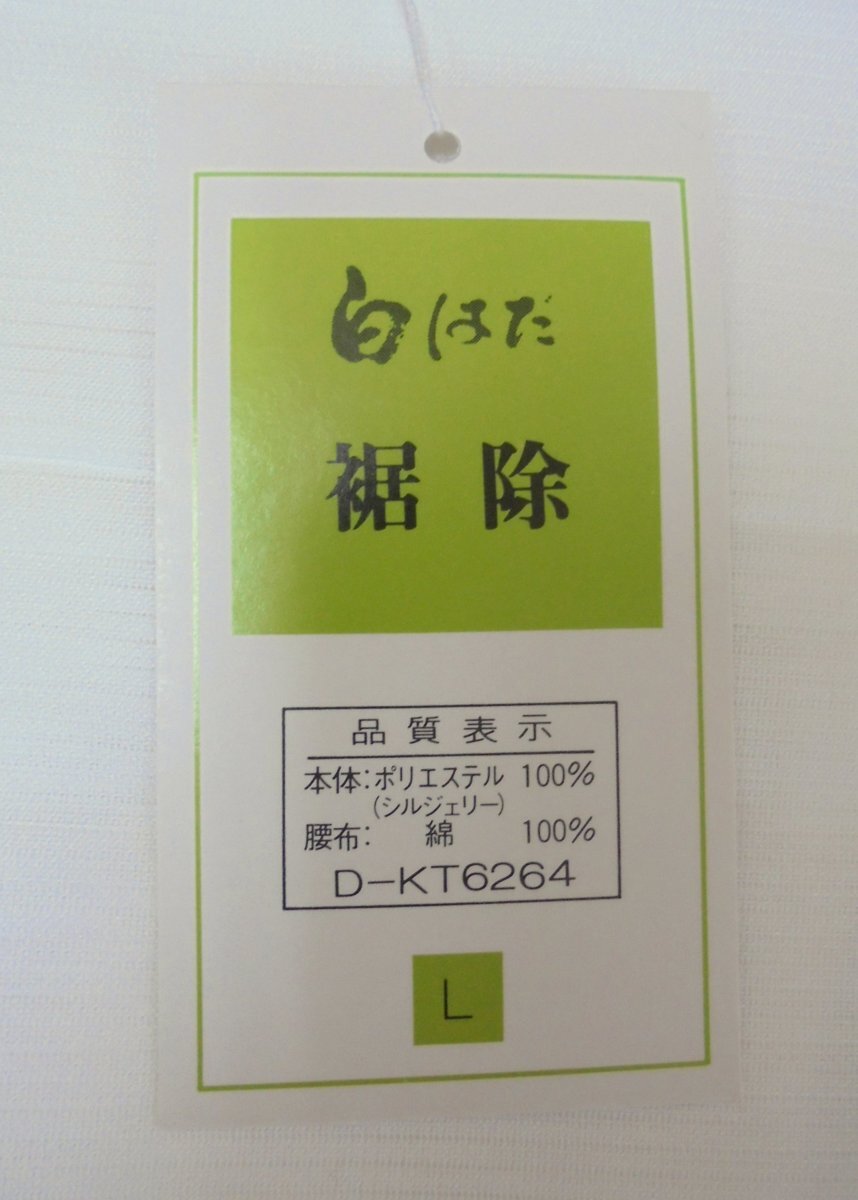 白はだ
裾除
品質表示
本体:ポリエステル 100%
(シルジェリー)
腰布: 綿 100%
D-KT6264
L